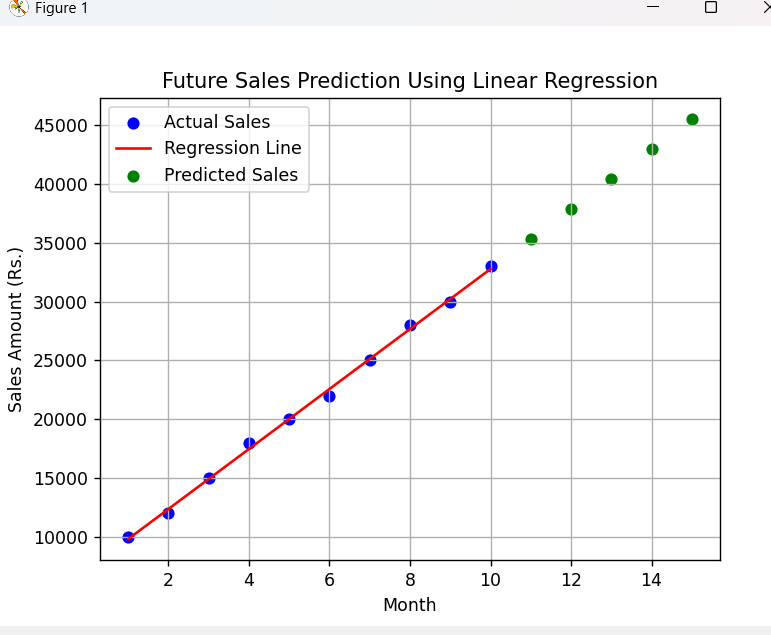 Figure 1
Future Sales Prediction Using Linear Regression
Actual Sales
Regression Line
Predicted Sales
45000
40000
35000
30000
25000
20000
15000
10000
Sales Amount (Rs.)
2 4 6 8 10 12 14
Month